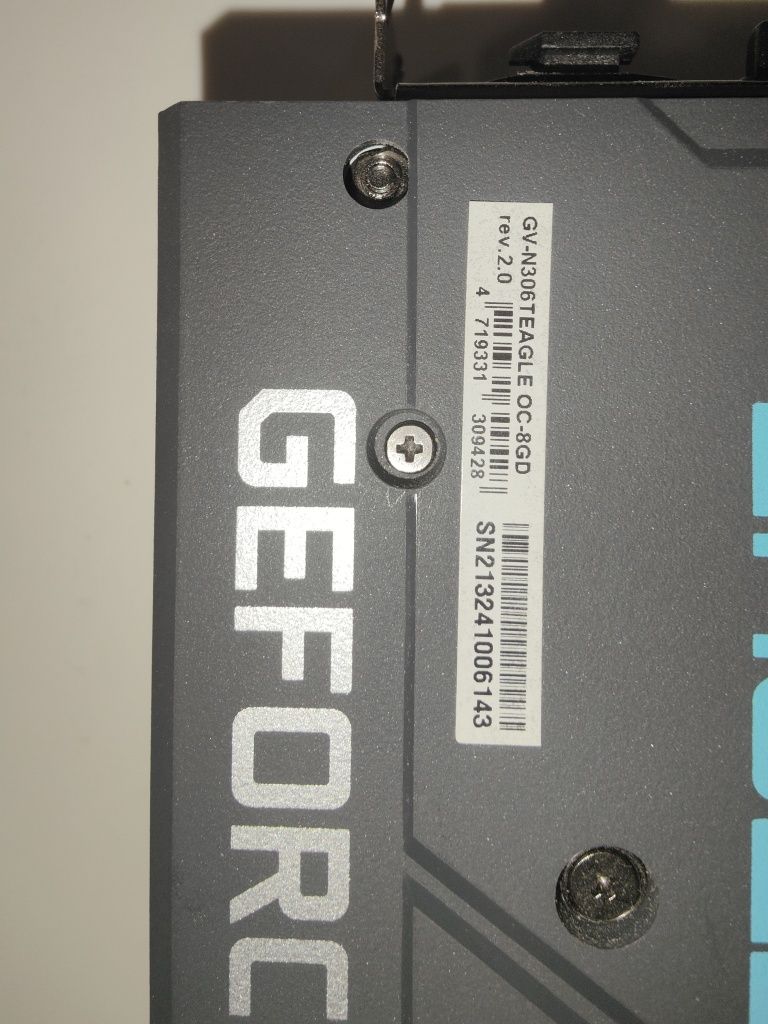 GV-N306TEAGLE OC-8GD
rev.2.0
4 719331 309428
SN213241006143
GEFORC